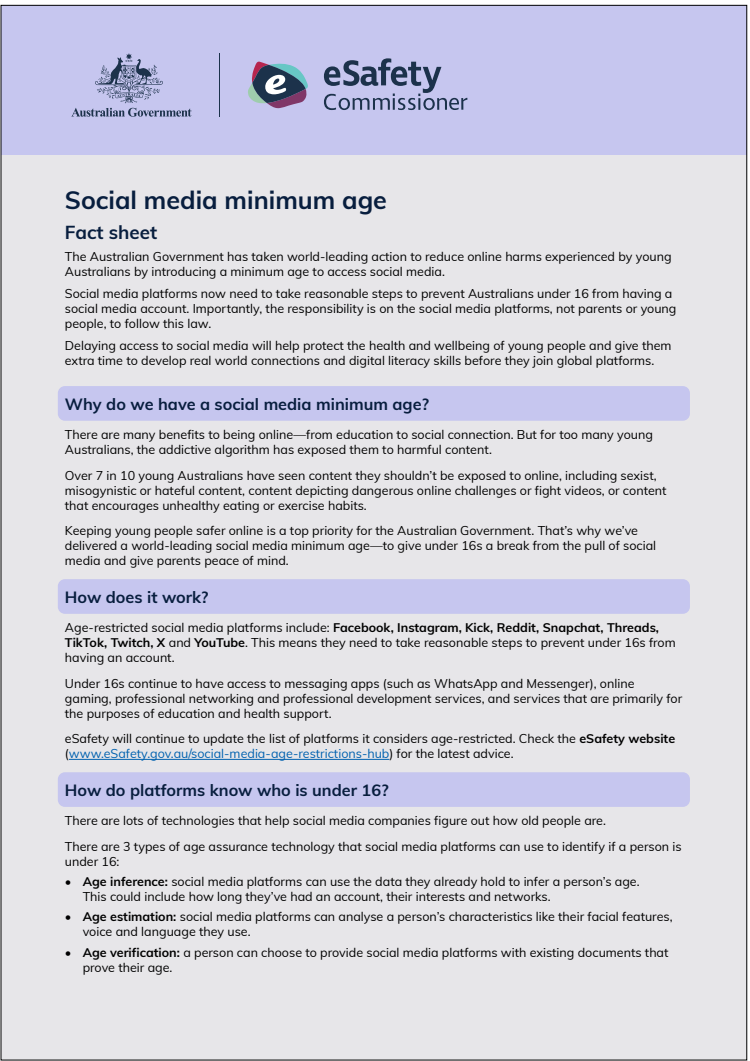 Australian Government
e
eSafety
Commissioner
Social media minimum age
Fact sheet
The Australian Government has taken world-leading action to reduce online harms experienced by young
Australians by introducing a minimum age to access social media.
Social media platforms now need to take reasonable steps to prevent Australians under 16 from having a
social media account. Importantly, the responsibility is on the social media platforms, not parents or young
people, to follow this law.
Delaying access to social media will help protect the health and wellbeing of young people and give them
extra time to develop real world connections and digital literacy skills before they join global platforms.
Why do we have a social media minimum age?
There are many benefits to being online—from education to social connection. But for too many young
Australians, the addictive algorithm has exposed them to harmful content.
Over 7 in 10 young Australians have seen content they shouldn't be exposed to online, including sexist,
misogynistic or hateful content, content depicting dangerous online challenges or fight videos, or content
that encourages unhealthy eating or exercise habits.
Keeping young people safer online is a top priority for the Australian Government. That's why we've
delivered a world-leading social media minimum age—to give under 16s a break from the pull of social
media and give parents peace of mind.
How does it work?
Age-restricted social media platforms include: Facebook, Instagram, Kick, Reddit, Snapchat, Threads,
TikTok, Twitch, X and YouTube. This means they need to take reasonable steps to prevent under 16s from
having an account.
Under 16s continue to have access to messaging apps (such as WhatsApp and Messenger), online
gaming, professional networking and professional development services, and services that are primarily for
the purposes of education and health support.
eSafety will continue to update the list of platforms it considers age-restricted. Check the eSafety website
(www.eSafety.gov.au/social-media-age-restrictions-hub) for the latest advice.
How do platforms know who is under 16?
There are lots of technologies that help social media companies figure out how old people are.
There are 3 types of age assurance technology that social media platforms can use to identify if a person is
under 16:
• Age inference: social media platforms can use the data they already hold to infer a person's age.
This could include how long they've had an account, their interests and networks.
• Age estimation: social media platforms can analyse a person's characteristics like their facial features,
voice and language they use.
• Age verification: a person can choose to provide social media platforms with existing documents that
prove their age.